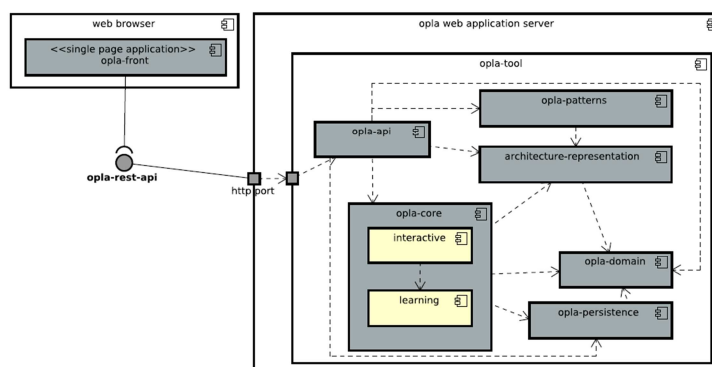 web browser
<<single page application>>
opla-front
opla-rest-api
opla web application server
http port
opla-tool
opla-api
opla-patterns
architecture-representation
opla-core
interactive
learning
opla-domain
opla-persistence